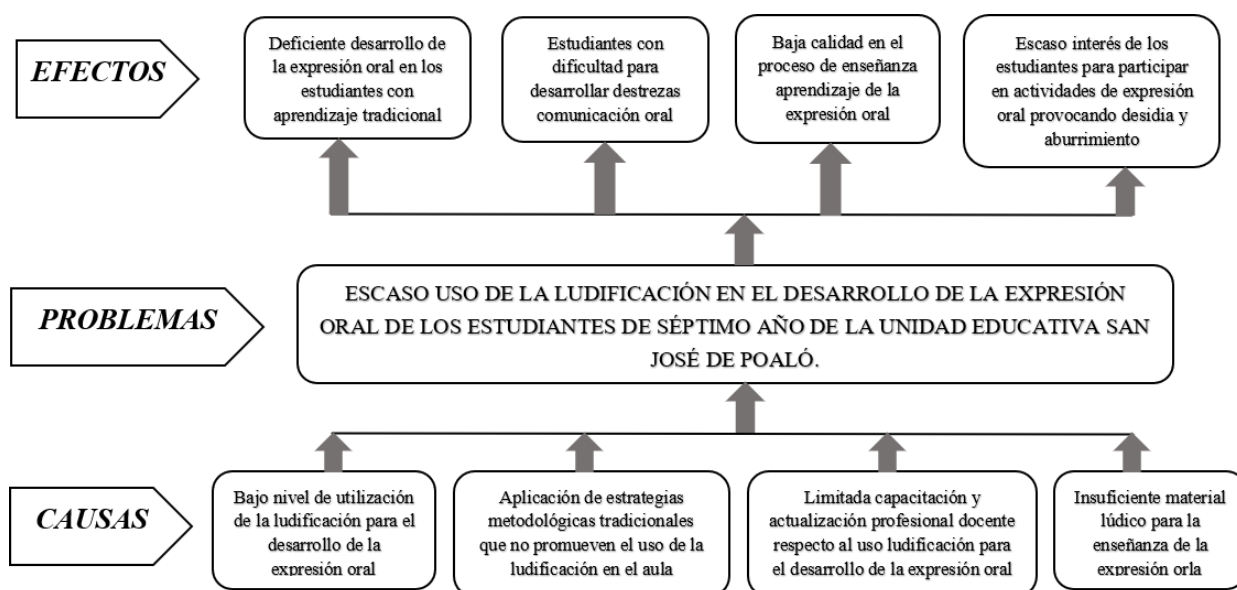 EFECTOS
Deficiente desarrollo de
la expresión oral en los
estudiantes con
aprendizaje tradicional
Estudiantes con
dificultad para
desarrollar destrezas
comunicación oral
Baja calidad en el
proceso de enseñanza
aprendizaje de la
expresión oral
Escaso interés de los
estudiantes para participar
en actividades de expresión
oral provocando desidia y
aburrimiento
PROBLEMAS
ESCASO USO DE LA LUDIFICACIÓN EN EL DESARROLLO DE LA EXPRESIÓN
ORAL DE LOS ESTUDIANTES DE SÉPTIMO AÑO DE LA UNIDAD EDUCATIVA SAN
JOSÉ DE POALÓ.
CAUSAS
Bajo nivel de utilización
de la ludificación para el
desarrollo de la
expresión oral
Aplicación de estrategias
metodológicas tradicionales
que no promueven el uso de la
ludificación en el aula
Limitada capacitación y
actualización profesional docente
respecto al uso ludificación para
el desarrollo de la expresión oral
Insuficiente material
lúdico para la
enseñanza de la
expresión orla